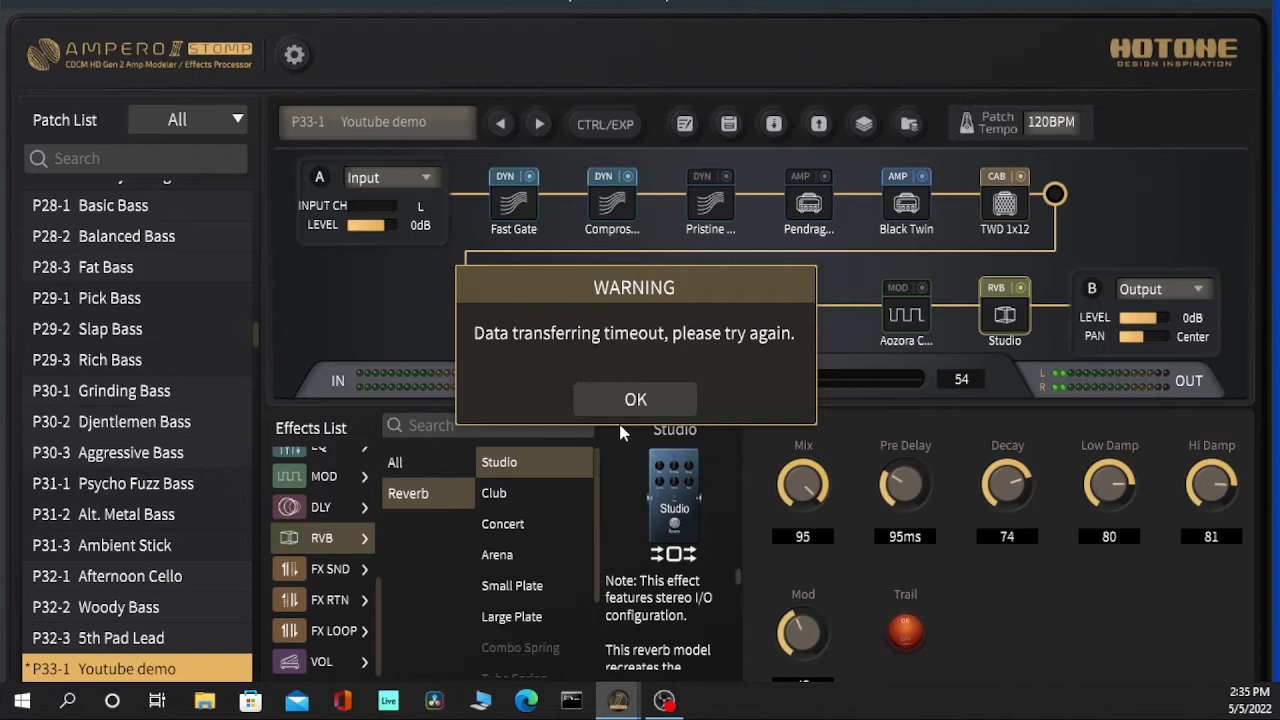 AMPERO II STOMP
CDCM HD Gen 2 Amp Modeler / Effects Processor
HOTONE
DESIGN INSPIRATION
Patch List
All
P33-1 Youtube demo
CTRL/EXP
Patch Tempo
120BPM
Search
A
Input
INPUT CH
L
LEVEL
0dB
DYN
Fast Gate
DYN
Compros...
DYN
Pristine ...
AMP
Pendrag...
AMP
Black Twin
CAB
TWD 1x12
P28-1 Basic Bass
P28-2 Balanced Bass
P28-3 Fat Bass
P29-1 Pick Bass
P29-2 Slap Bass
P29-3 Rich Bass
P30-1 Grinding Bass
P30-2 Djentlemen Bass
P30-3 Aggressive Bass
P31-1 Psycho Fuzz Bass
P31-2 Alt. Metal Bass
P31-3 Ambient Stick
P32-1 Afternoon Cello
P32-2 Woody Bass
P32-3 5th Pad Lead
*P33-1 Youtube demo
WARNING
Data transferring timeout, please try again.
OK
MOD
Aozora C...
RVB
Studio
B
Output
LEVEL
0dB
PAN
Center
IN
54
L
R
OUT
Effects List
Search
EQ
MOD
DLY
RVB
FX SND
FX RTN
FX LOOP
VOL
All
Reverb
Studio
Club
Concert
Arena
Small Plate
Large Plate
Combo Spring
Studio
Studio
Note: This effect
features stereo I/O
configuration.
This reverb model
recreates the
Mix
Pre Delay
Decay
Low Damp
Hi Damp
95
95ms
74
80
81
Mod
Trail
ON
OFF
Live
2:35 PM
5/5/2022